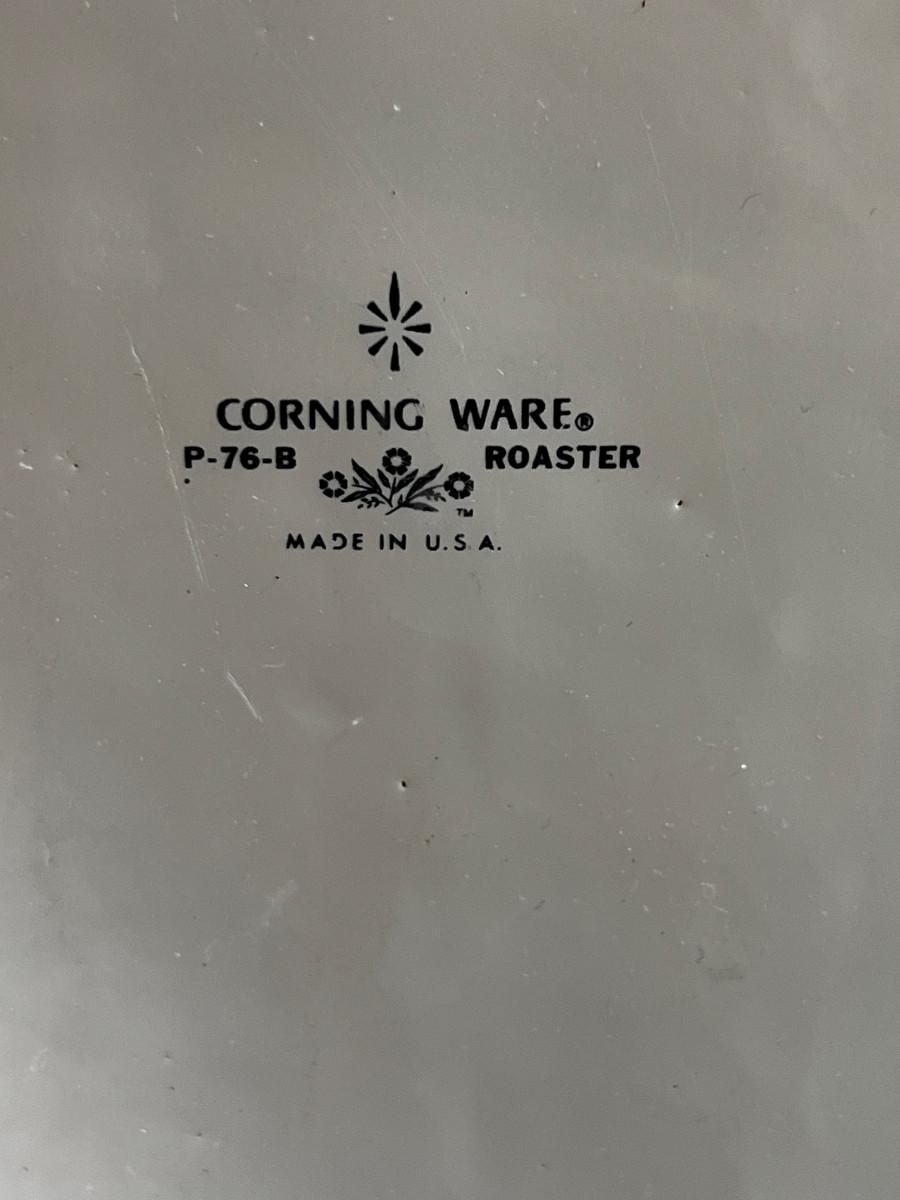 CORNING WARE®
P-76-B ROASTER
TM
MADE IN U.S.A.